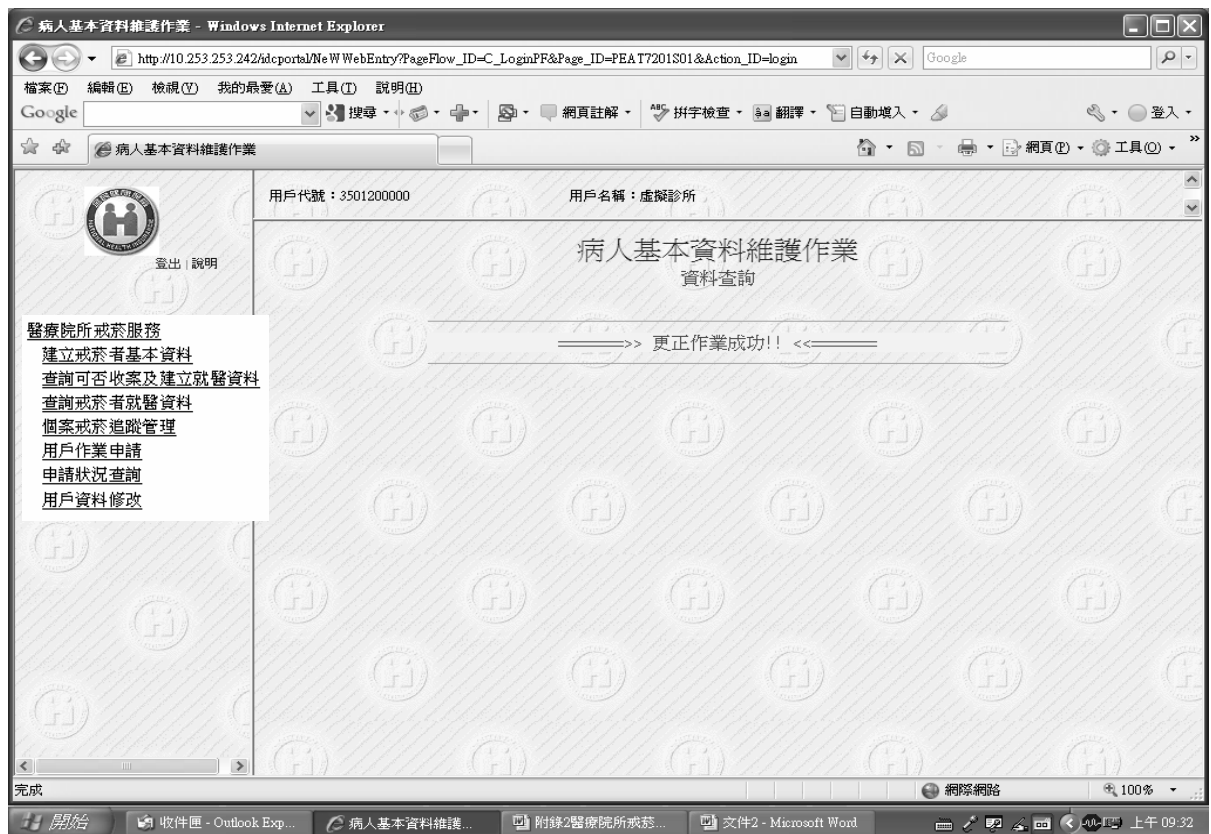 病人基本資料維護作業 - Windows Internet Explorer
http://10.253.253.242/idcportal/NeWWebEntry?PageFlow_ID=C_LoginPF&Page_ID=PEAT7201S01&Action_ID=login
Google
檔案(F) 編輯(E) 檢視(V) 我的最愛(A) 工具(T) 說明(H)
Google 搜尋 網頁註解 拼字檢查 翻譯 自動填入 登入
病人基本資料維護作業 網頁(P) 工具(O)
用戶代號：3501200000 用戶名稱：虛擬診所
登出 | 說明
病人基本資料維護作業
資料查詢
══════>> 更正作業成功!! <<══════
醫療院所戒菸服務
建立戒菸者基本資料
查詢可否收案及建立就醫資料
查詢戒菸者就醫資料
個案戒菸追蹤管理
用戶作業申請
申請狀況查詢
用戶資料修改
完成 網際網路 100%
開始 收件匣 - Outlook Exp... 病人基本資料維護... 附錄2醫療院所戒菸... 文件2 - Microsoft Word 上午 09:32